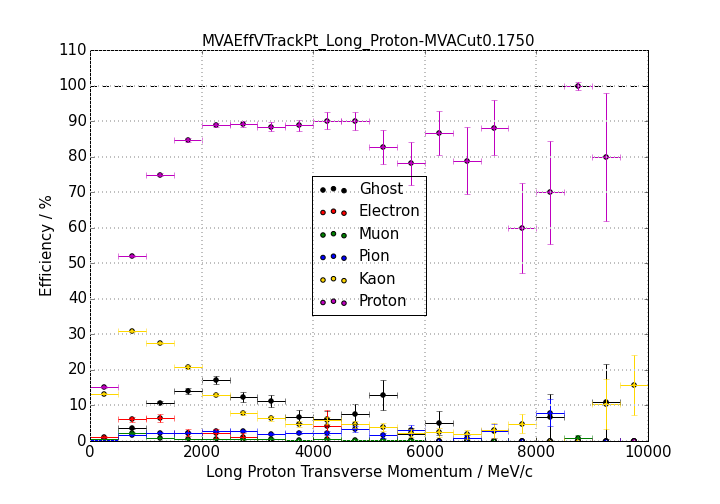 MVAEffVTrackPt_Long_Proton-MVACut0.1750
Efficiency / %
110
100
90
80
70
60
50
40
30
20
10
0
Ghost
Electron
Muon
Pion
Kaon
Proton
0 2000 4000 6000 8000 10000
Long Proton Transverse Momentum / MeV/c